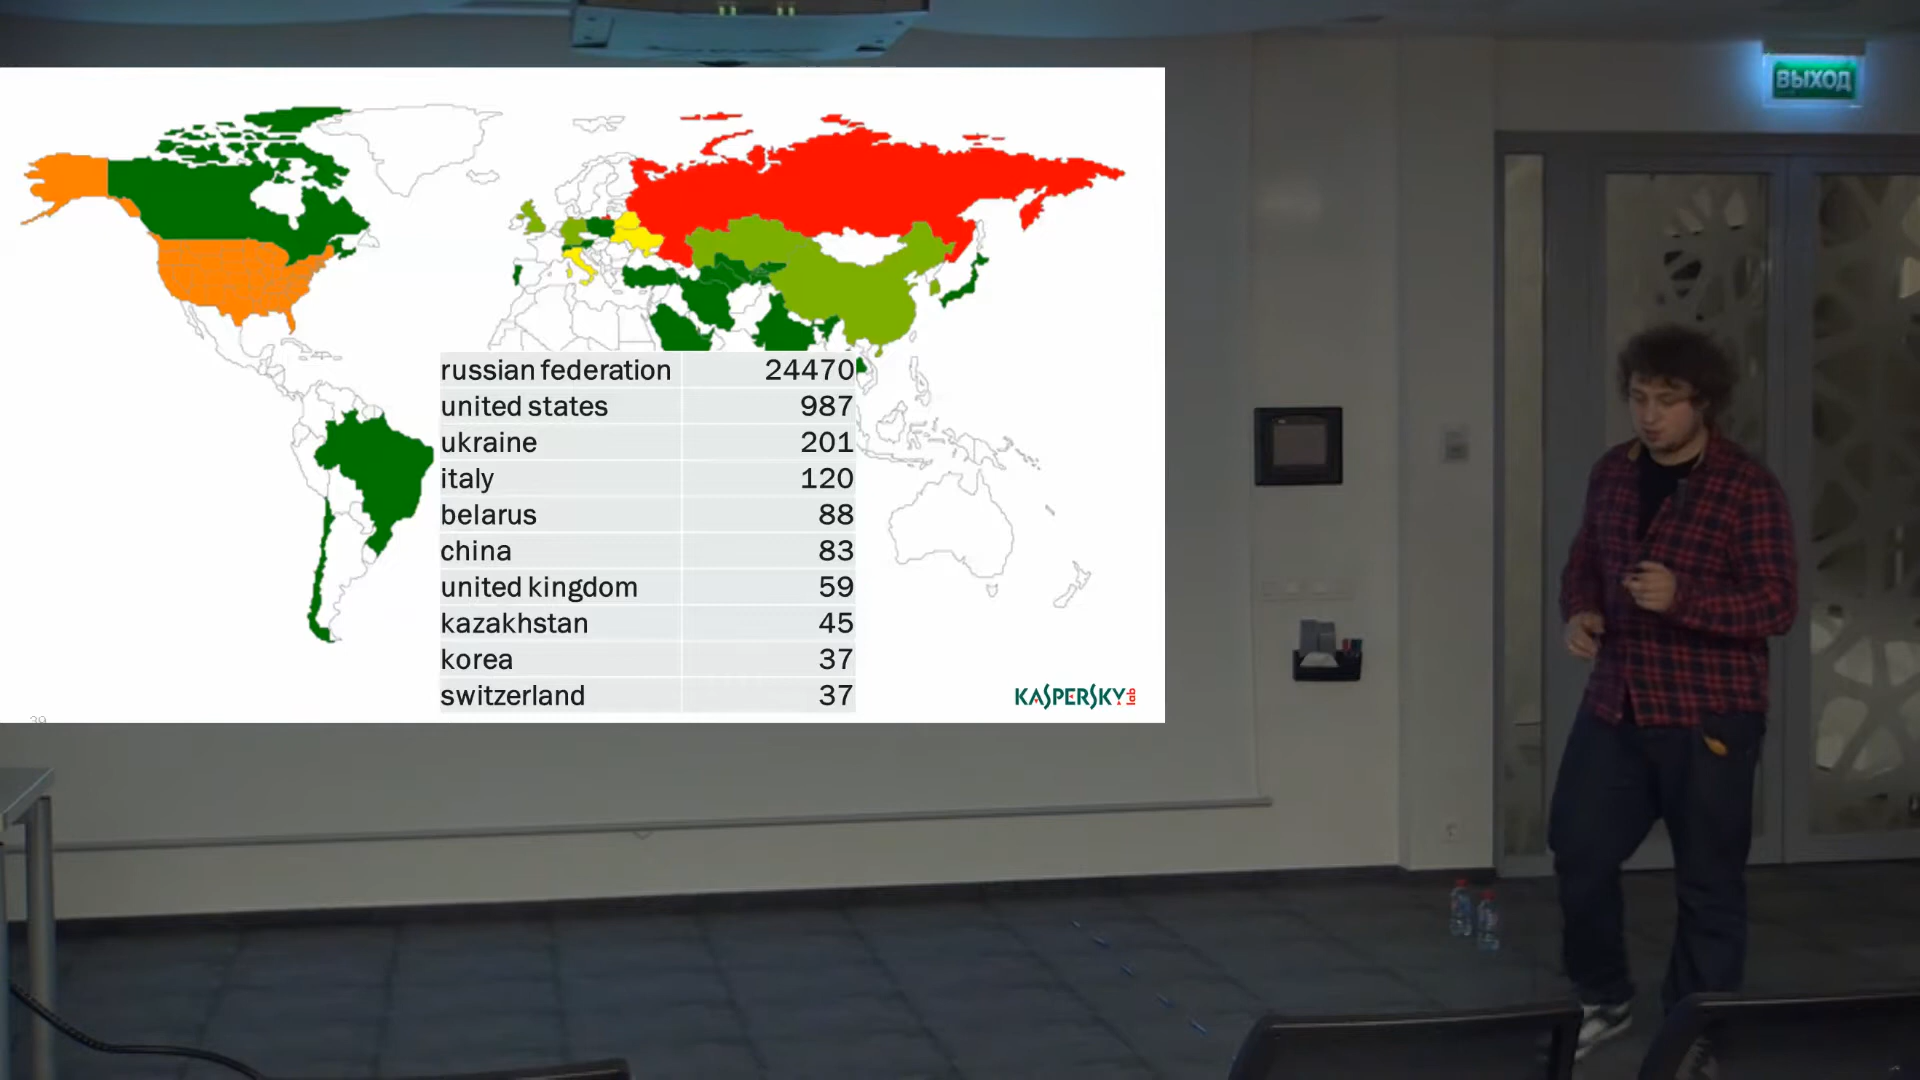 ВЫХОД
russian federation 24470
united states 987
ukraine 201
italy 120
belarus 88
china 83
united kingdom 59
kazakhstan 45
korea 37
switzerland 37
KASPERSKY lab
39